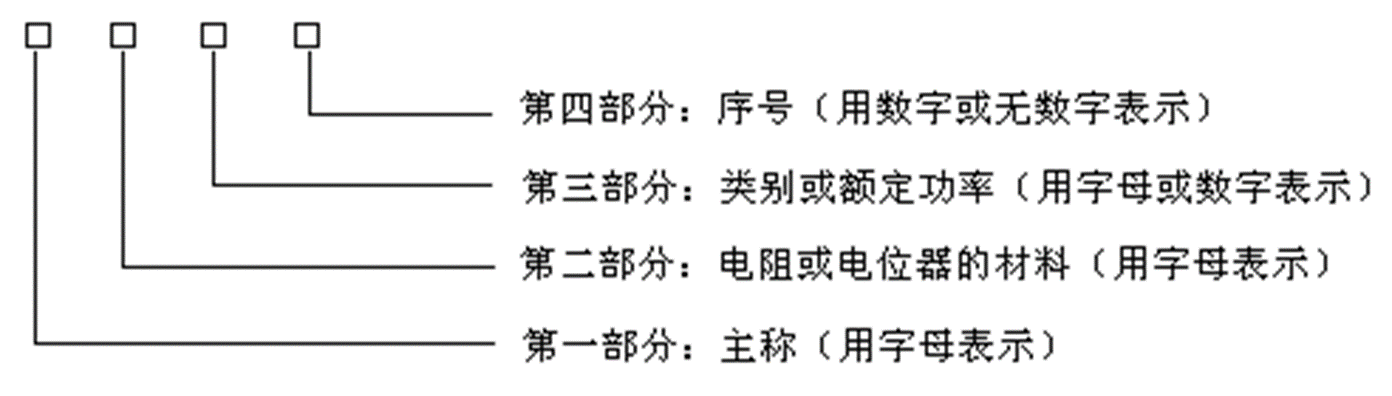 第四部分：序号（用数字或无数字表示）
第三部分：类别或额定功率（用字母或数字表示）
第二部分：电阻或电位器的材料（用字母表示）
第一部分：主称（用字母表示）